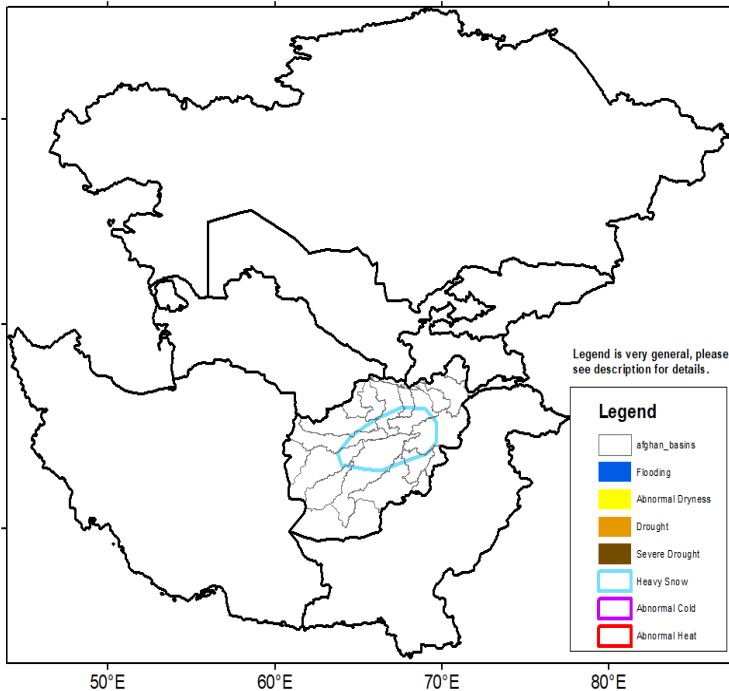 Legend is very general, please
see description for details.
Legend
afghan_basins
Flooding
Abnormal Dryness
Drought
Severe Drought
Heavy Snow
Abnormal Cold
Abnormal Heat
50°E 60°E 70°E 80°E